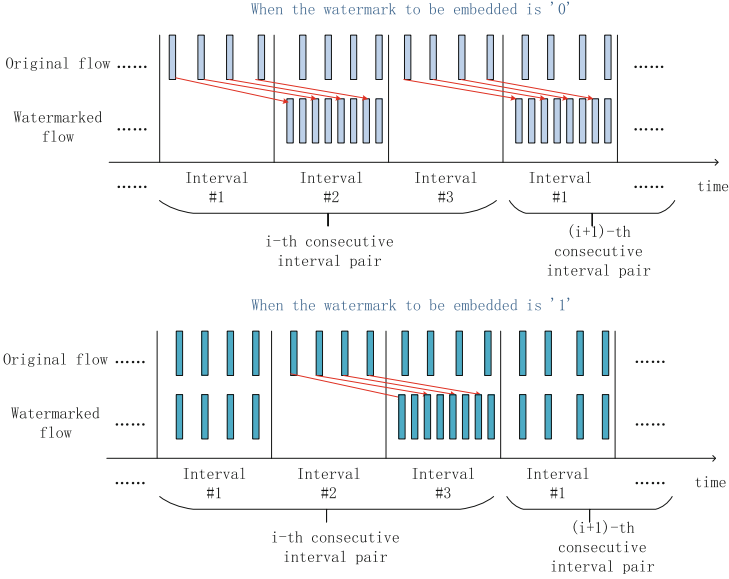 When the watermark to be embedded is '0'
Original flow ······ ······
Watermarked
flow ······ ······
······ Interval #1 Interval #2 Interval #3 Interval #1 ······ time
i-th consecutive
interval pair
(i+1)-th
consecutive
interval pair
When the watermark to be embedded is '1'
Original flow ······ ······
Watermarked
flow ······ ······
······ Interval #1 Interval #2 Interval #3 Interval #1 ······ time
i-th consecutive
interval pair
(i+1)-th
consecutive
interval pair